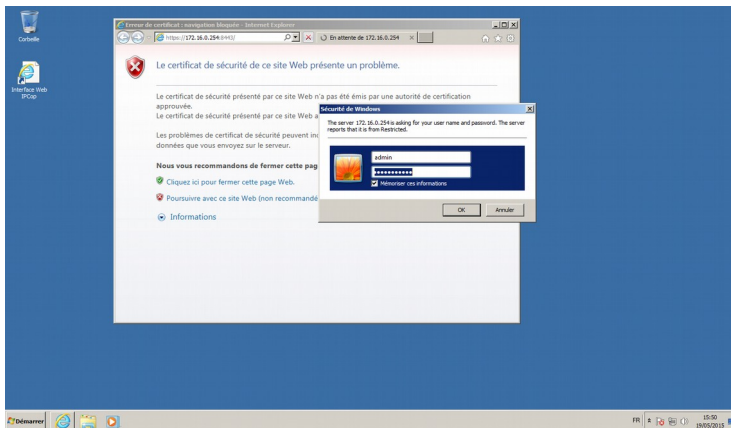 Corbeille
Interface Web
IPCop
Erreur de certificat : navigation bloquée - Internet Explorer
https://172.16.0.254:8443/
En attente de 172.16.0.254
Le certificat de sécurité de ce site Web présente un problème.
Le certificat de sécurité présenté par ce site Web n'a pas été émis par une autorité de certification
approuvée.
Le certificat de sécurité présenté par ce site Web a
Les problèmes de certificat de sécurité peuvent ind
données que vous envoyez sur le serveur.
Nous vous recommandons de fermer cette pag
Cliquez ici pour fermer cette page Web.
Poursuivre avec ce site Web (non recommandé
Informations
Sécurité de Windows
The server 172.16.0.254 is asking for your user name and password. The server
reports that it is from Restricted.
admin
•••••••••••
Mémoriser ces informations
OK
Annuler
Démarrer
FR
15:50
19/05/2015